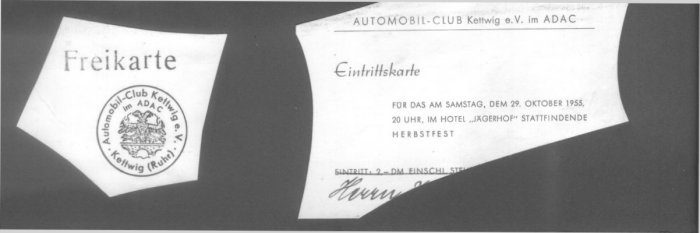 Freikarte
Automobil-Club Kettwig e.V.
im ADAC
Kettwig (Ruhr)
AUTOMOBIL-CLUB Kettwig e.V. im ADAC
Eintrittskarte
FÜR DAS AM SAMSTAG, DEM 29. OKTOBER 1955,
20 UHR, IM HOTEL „JÄGERHOF" STATTFINDENDE
HERBSTFEST
EINTRITT: 2.– DM EINSCHL.
Herrn